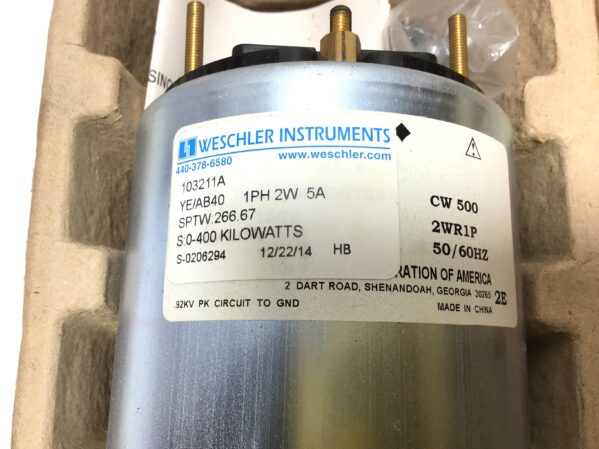 SINC
WESCHLER INSTRUMENTS
440-378-6580 www.weschler.com
103211A
YE/AB40 1PH 2W 5A
SPTW:266.67
S:0-400 KILOWATTS
S-0206294 12/22/14 HB
CW 500
2WR1P
50/60HZ
RATION OF AMERICA
2 DART ROAD, SHENANDOAH, GEORGIA 30265 2E
.92KV PK CIRCUIT TO GND MADE IN CHINA